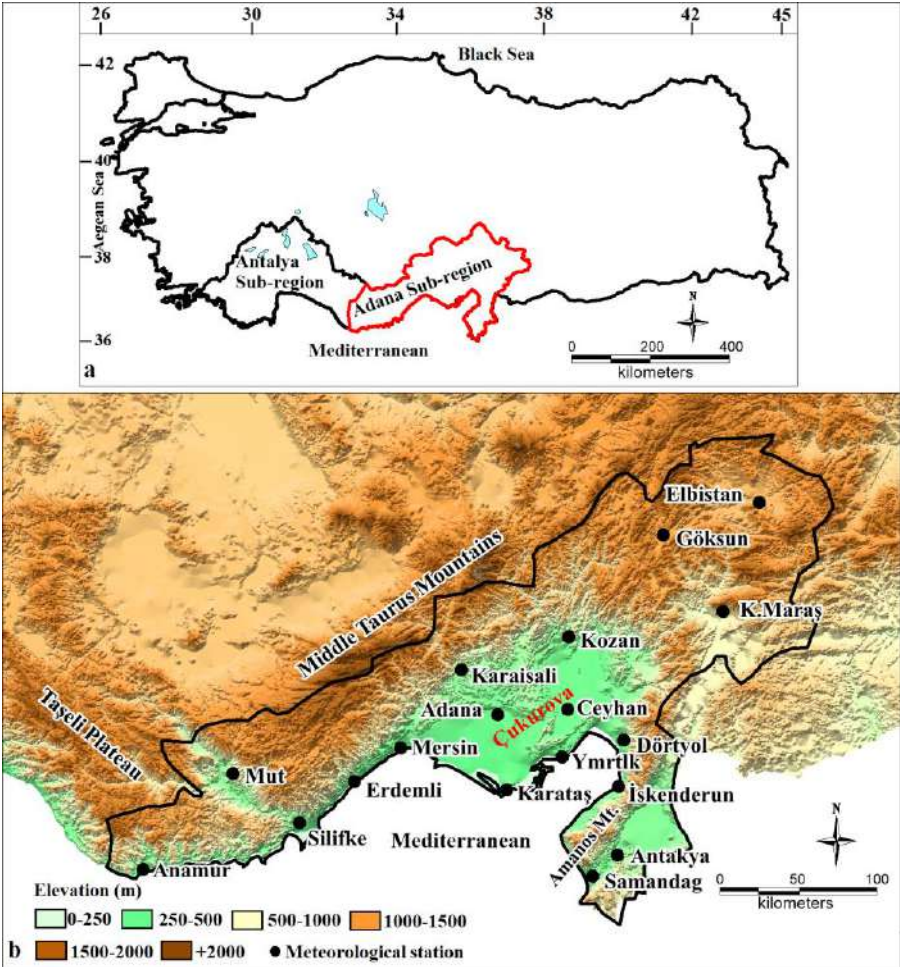 26
30
34
38
42
45
Black Sea
42
40
Aegean Sea
38
Antalya
Sub-region
Adana Sub-region
36
Mediterranean
N
0 200 400
kilometers
a
Elbistan
Göksun
K.Maraş
Middle Taurus Mountains
Kozan
Karaisali
Adana
Çukurova
Ceyhan
Taşeli Plateau
Mersin
Dörtyol
Mut
Ymrtlk
Erdemli
Karataş
İskenderun
Silifke
Mediterranean
Amanos Mt.
N
Antakya
Anamur
Samandag
0 50 100
kilometers
Elevation (m)
0-250 250-500 500-1000 1000-1500
1500-2000 +2000 Meteorological station
b